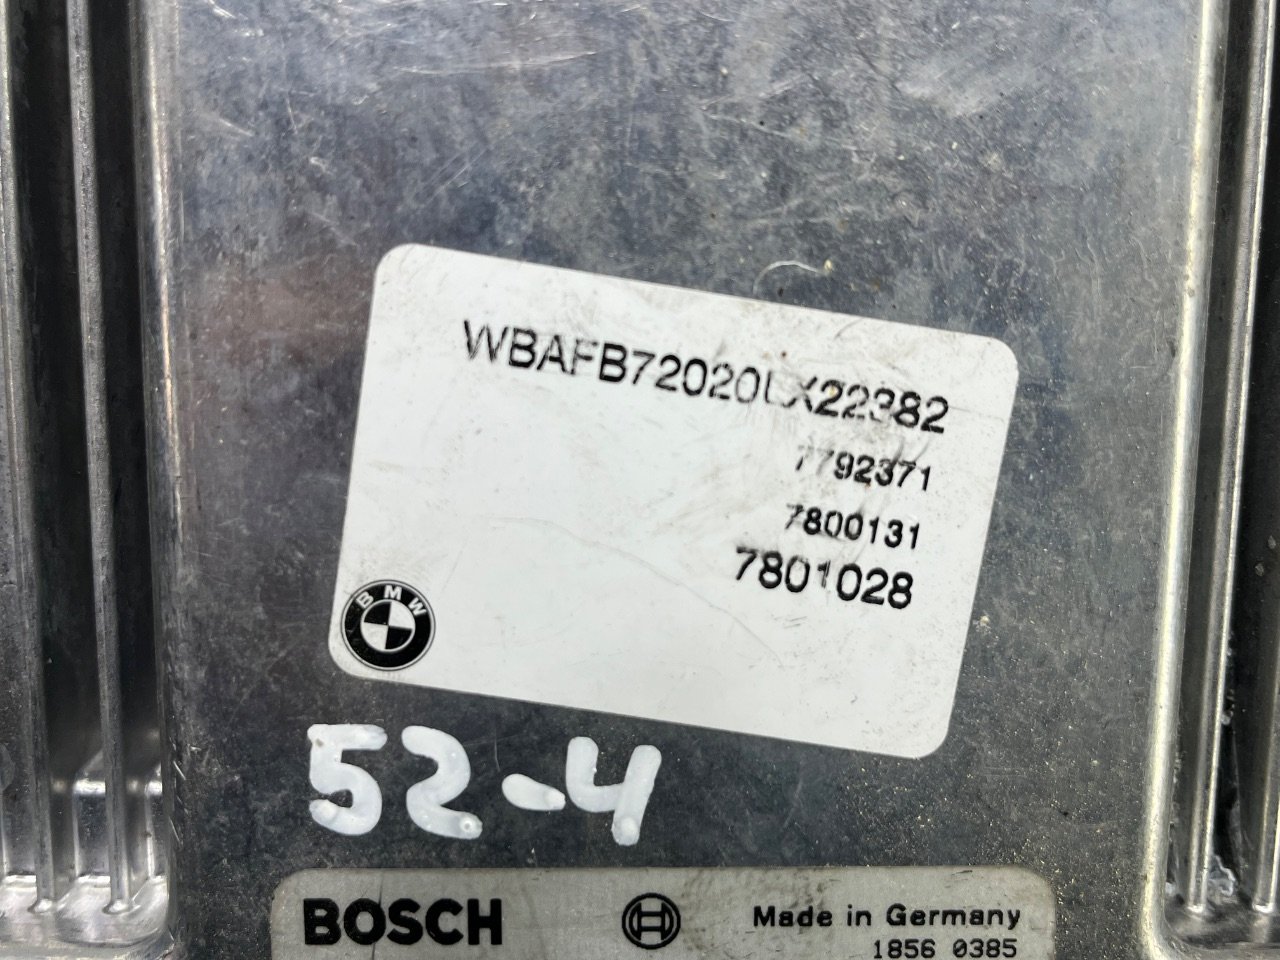 WBAFB72020LX22382
7792371
7800131
7801028
BMW
52-4
BOSCH
Made in Germany
1856 0385